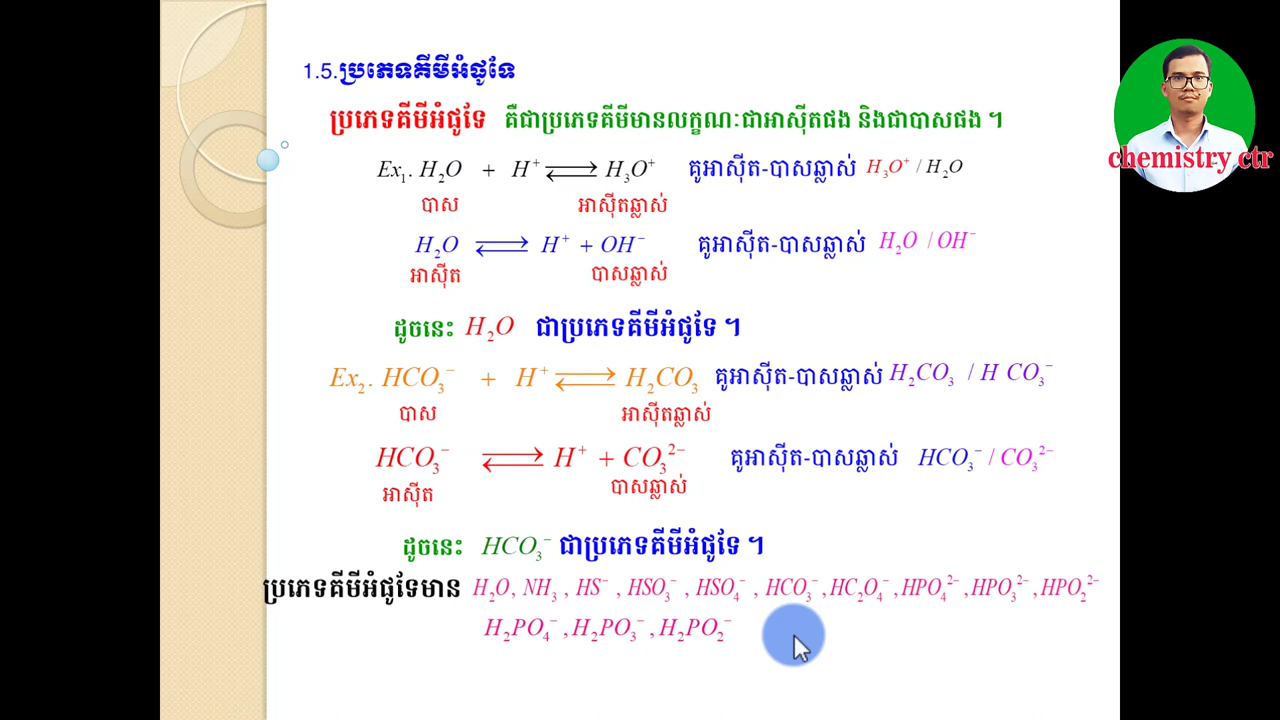 1.5.ប្រភេទគីមីអំផូទែ
ប្រភេទគីមីអំផូទែ គឺជាប្រភេទគីមីមានលក្ខណៈជាអាស៊ីតផង និងជាបាសផង ។
Ex₁. H₂O + H⁺ ⇌ H₃O⁺ គូអាស៊ីត-បាសឆ្លាស់ H₃O⁺ / H₂O
បាស អាស៊ីតឆ្លាស់
H₂O ⇌ H⁺ + OH⁻ គូអាស៊ីត-បាសឆ្លាស់ H₂O / OH⁻
អាស៊ីត បាសឆ្លាស់
ដូចនេះ H₂O ជាប្រភេទគីមីអំផូទែ ។
Ex₂. HCO₃⁻ + H⁺ ⇌ H₂CO₃ គូអាស៊ីត-បាសឆ្លាស់ H₂CO₃ / H CO₃⁻
បាស អាស៊ីតឆ្លាស់
HCO₃⁻ ⇌ H⁺ + CO₃²⁻ គូអាស៊ីត-បាសឆ្លាស់ HCO₃⁻ / CO₃²⁻
អាស៊ីត បាសឆ្លាស់
ដូចនេះ HCO₃⁻ ជាប្រភេទគីមីអំផូទែ ។
ប្រភេទគីមីអំផូទែមាន H₂O, NH₃, HS⁻, HSO₃⁻, HSO₄⁻, HCO₃⁻, HC₂O₄⁻, HPO₄²⁻, HPO₃²⁻, HPO₂²⁻
H₂PO₄⁻, H₂PO₃⁻, H₂PO₂⁻
chemistry ctr